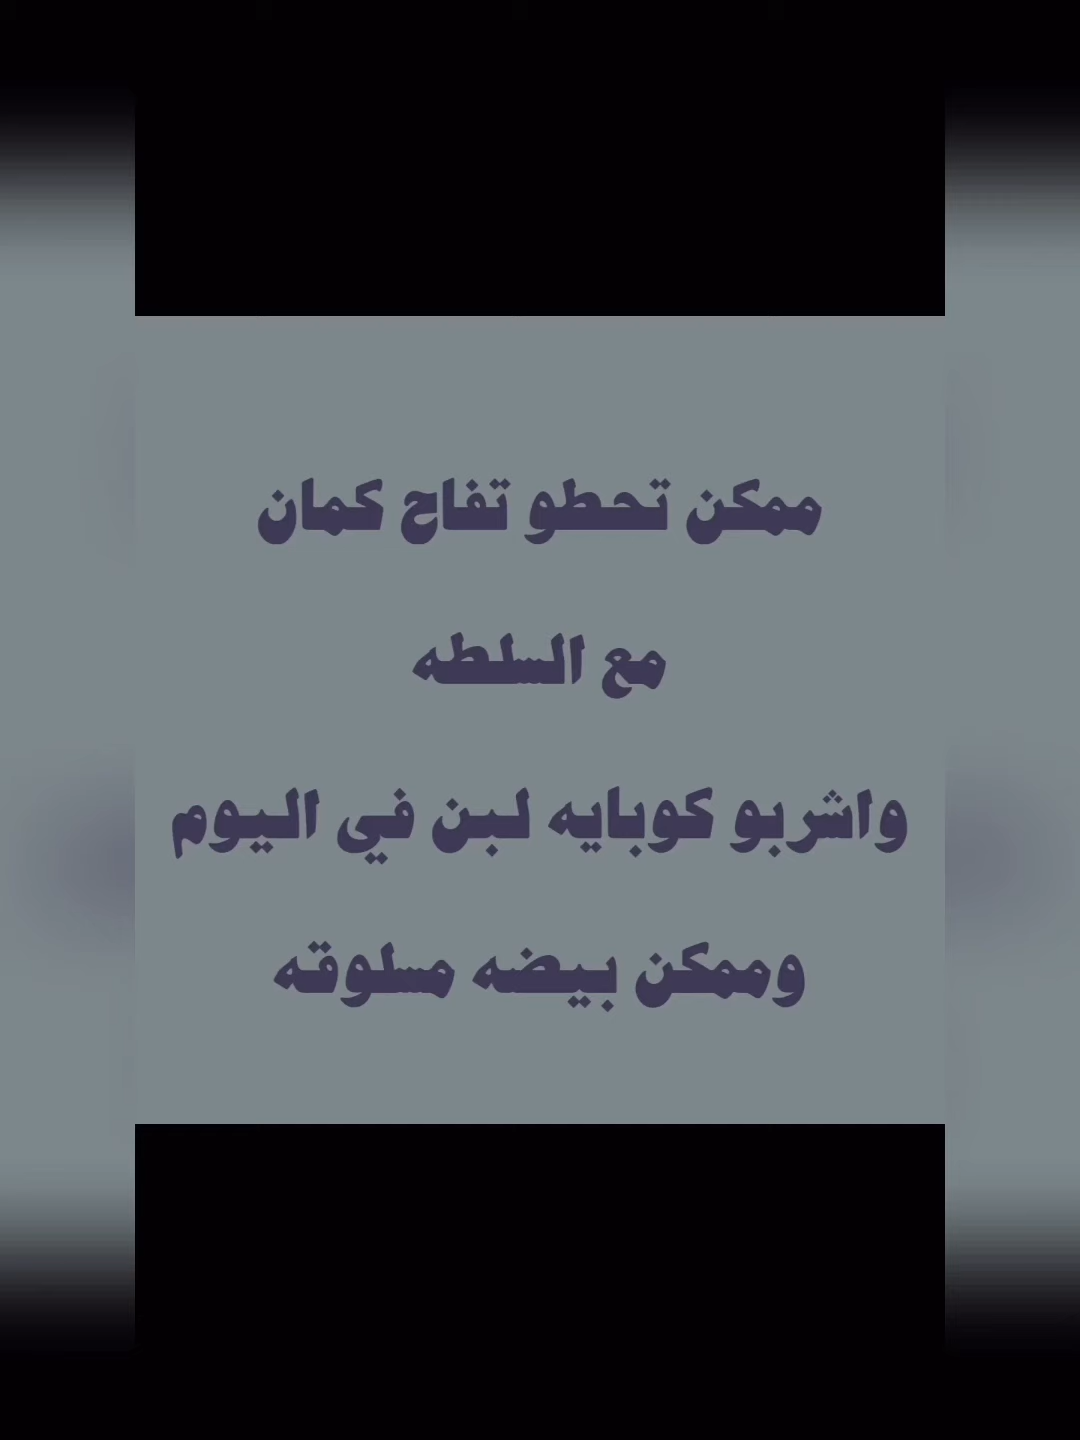 ممكن تحطو تفاح كمان
مع السلطه
واشربو كوبايه لبن في اليوم
وممكن بيضه مسلوقه